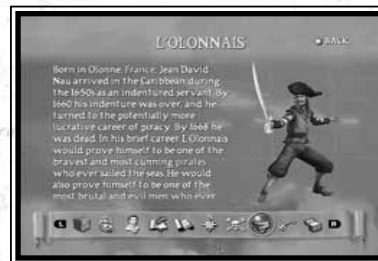 L'OLONNAIS
BACK
Born in Olonne, France, Jean David
Nau arrived in the Caribbean during
the 1650s as an indentured servant. By
1660 his indenture was over, and he
turned to the potentially more
lucrative career of piracy. By 1668 he
was dead. In his brief career L'Olonnais
would prove himself to be one of the
bravest and most cunning pirates
who ever sailed the seas. He would
also prove himself to be one of the
most brutal and evil men who ever
L
R